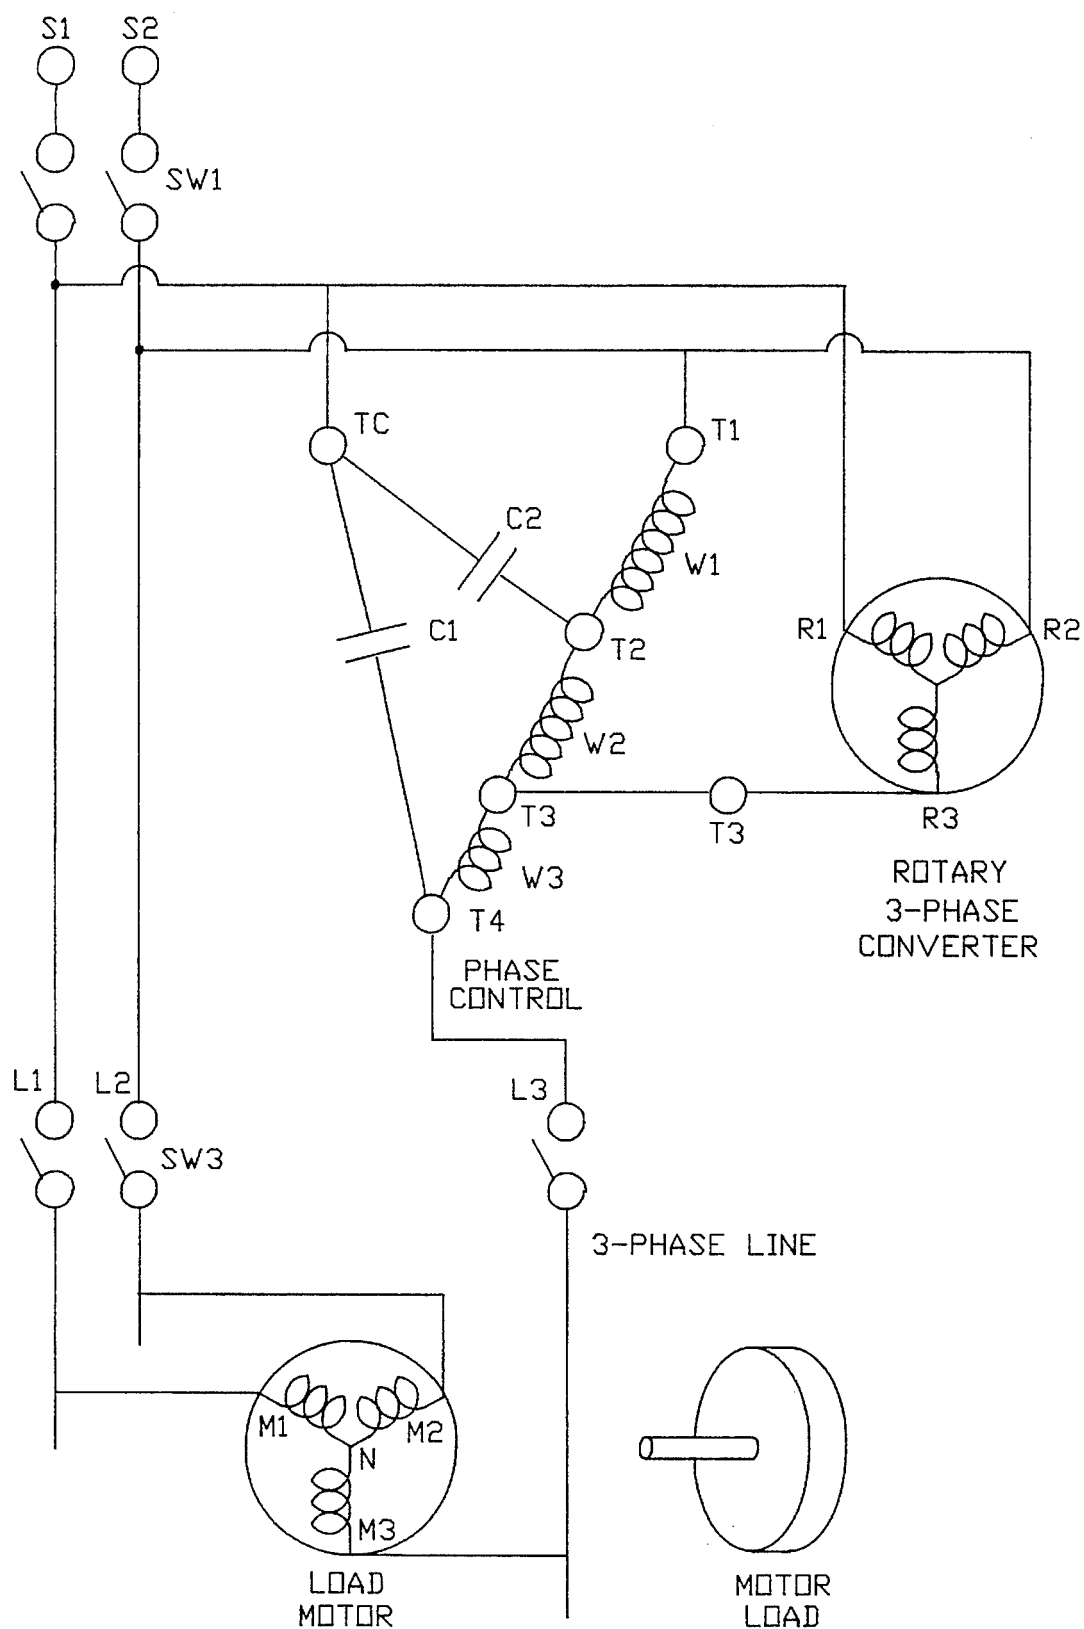 S1 S2
SW1
TC
T1
C2
W1
C1
T2
R1
R2
W2
T3
T3
R3
W3
T4
ROTARY
3-PHASE
CONVERTER
PHASE
CONTROL
L1
L2
L3
SW3
3-PHASE LINE
M1
M2
N
M3
LOAD
MOTOR
MOTOR
LOAD